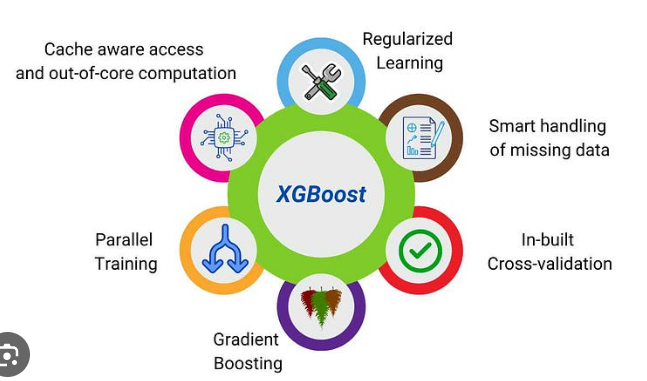 Regularized
Learning
Cache aware access
and out-of-core computation
Smart handling
of missing data
XGBoost
Parallel
Training
In-built
Cross-validation
Gradient
Boosting